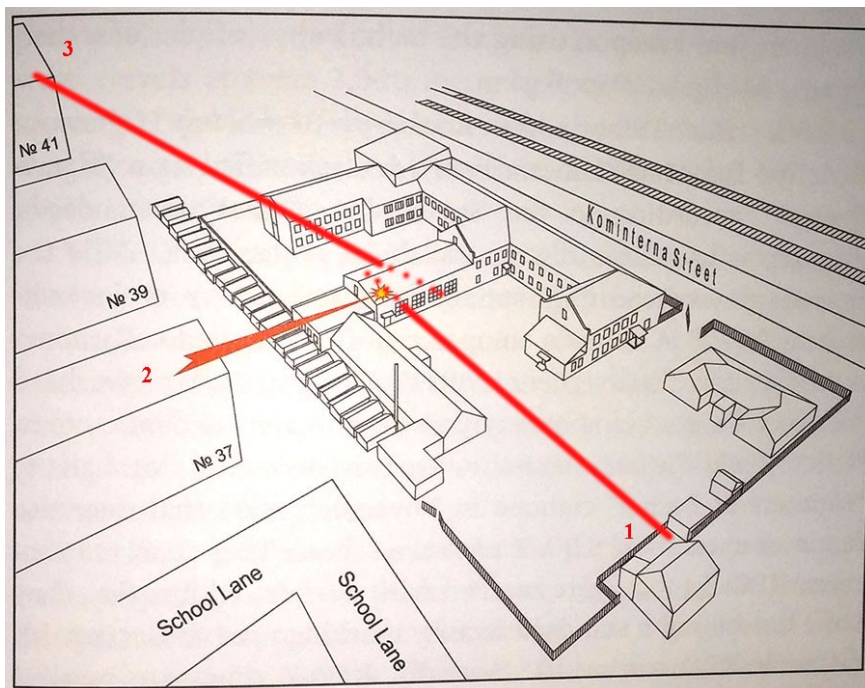 3
№ 41
Kominterna Street
№ 39
2
№ 37
1
School Lane
School Lane